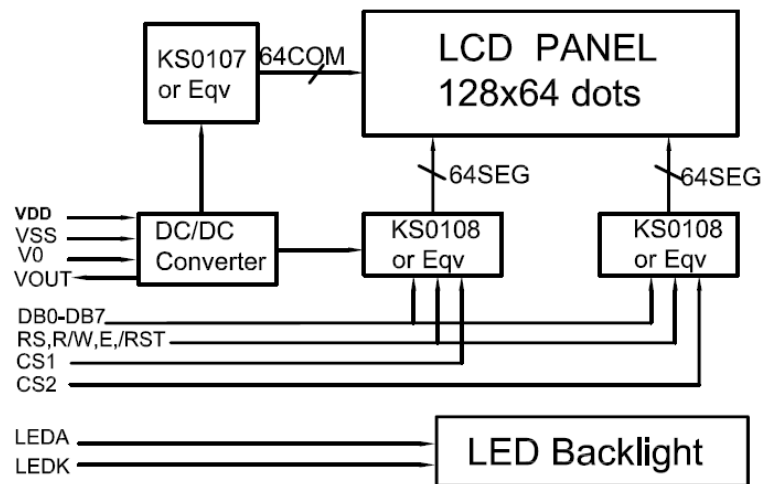 KS0107
or Eqv
64COM
LCD PANEL
128x64 dots
64SEG
64SEG
VDD
VSS
V0
VOUT
DC/DC
Converter
KS0108
or Eqv
KS0108
or Eqv
DB0-DB7
RS,R/W,E,/RST
CS1
CS2
LEDA
LEDK
LED Backlight